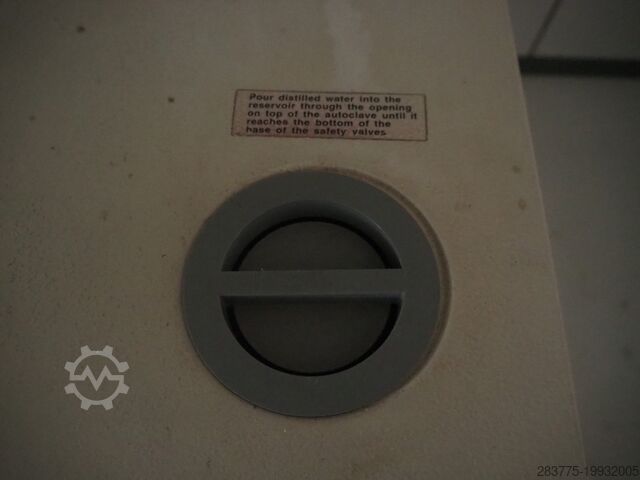 Pour distilled water into the
reservoir through the opening
on top of the autoclave until it
reaches the bottom of the
base of the safety valves
283775-19932005